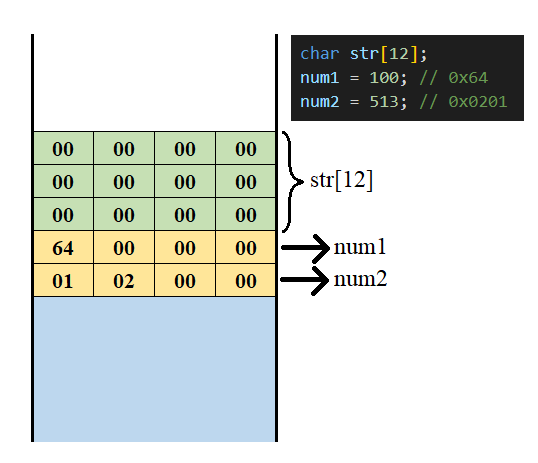 char str[12];
num1 = 100; // 0x64
num2 = 513; // 0x0201
00 00 00 00
00 00 00 00
str[12]
00 00 00 00
64 00 00 00
num1
01 02 00 00
num2